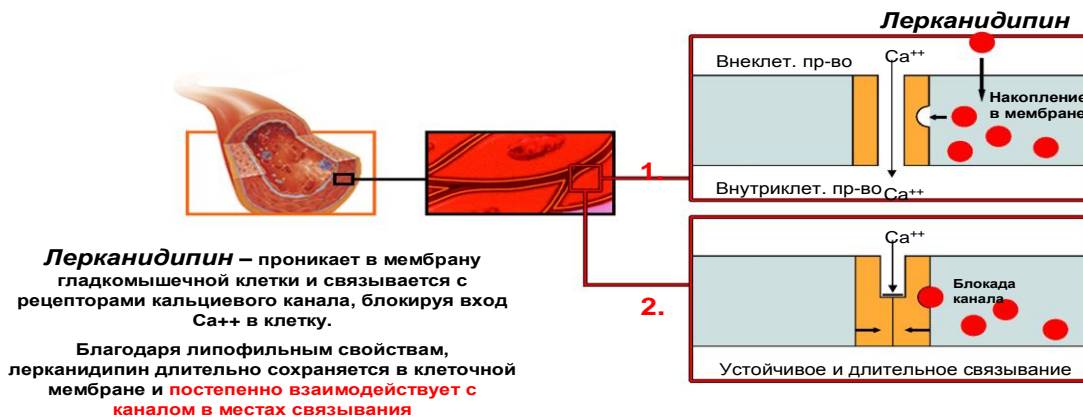 Лерканидипин
Внеклет. пр-во
Ca++
Накопление
в мембране
1.
Внутриклет. пр-во
Ca++
Лерканидипин – проникает в мембрану
гладкомышечной клетки и связывается с
рецепторами кальциевого канала, блокируя вход
Ca++ в клетку.
Благодаря липофильным свойствам,
лерканидипин длительно сохраняется в клеточной
мембране и постепенно взаимодействует с
каналом в местах связывания
2.
Ca++
Блокада
канала
Устойчивое и длительное связывание